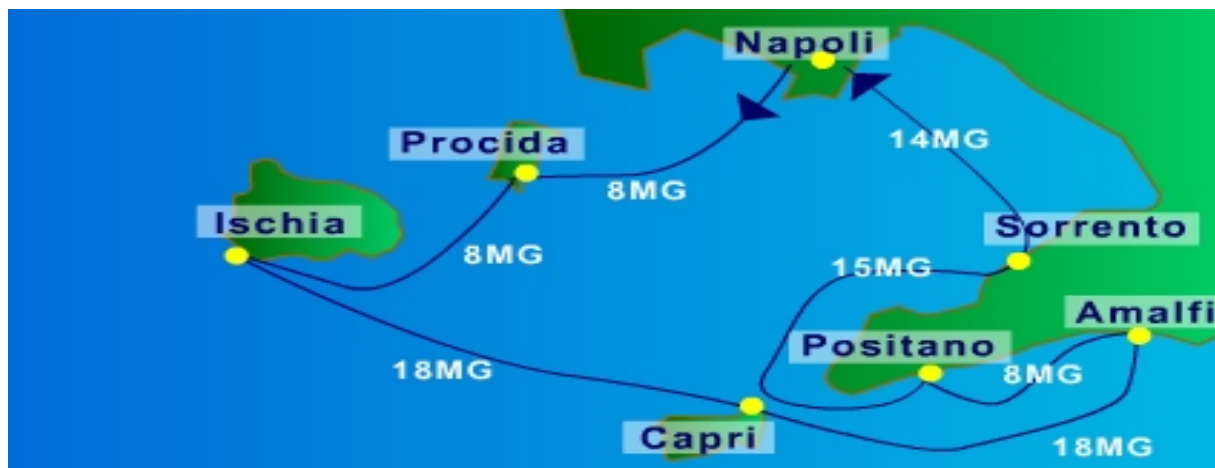 Napoli
Procida
14MG
8MG
Ischia
Sorrento
8MG
15MG
Amalfi
Positano
18MG
8MG
Capri
18MG